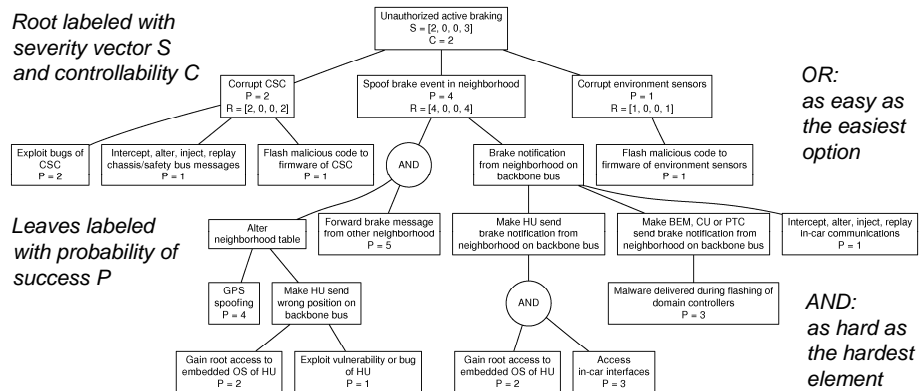 Root labeled with
severity vector S
and controllability C
Unauthorized active braking
S = [2, 0, 0, 3]
C = 2
Corrupt CSC
P = 2
R = [2, 0, 0, 2]
Spoof brake event in neighborhood
P = 4
R = [4, 0, 0, 4]
Corrupt environment sensors
P = 1
R = [1, 0, 0, 1]
OR:
as easy as
the easiest
option
Exploit bugs of
CSC
P = 2
Intercept, alter, inject, replay
chassis/safety bus messages
P = 1
Flash malicious code to
firmware of CSC
P = 1
AND
Brake notification
from neighborhood on
backbone bus
Flash malicious code to
firmware of environment sensors
P = 1
Leaves labeled
with probability of
success P
Alter
neighborhood table
Forward brake message
from other neighborhood
P = 5
Make HU send
brake notification from
neighborhood on backbone bus
Make BEM, CU or PTC
send brake notification from
neighborhood on backbone bus
Intercept, alter, inject, replay
in-car communications
P = 1
GPS
spoofing
P = 4
Make HU send
wrong position on
backbone bus
AND
Malware delivered during flashing of
domain controllers
P = 3
AND:
as hard as
the hardest
element
Gain root access to
embedded OS of HU
P = 2
Exploit vulnerability or bug
of HU
P = 1
Gain root access to
embedded OS of HU
P = 2
Access
in-car interfaces
P = 3